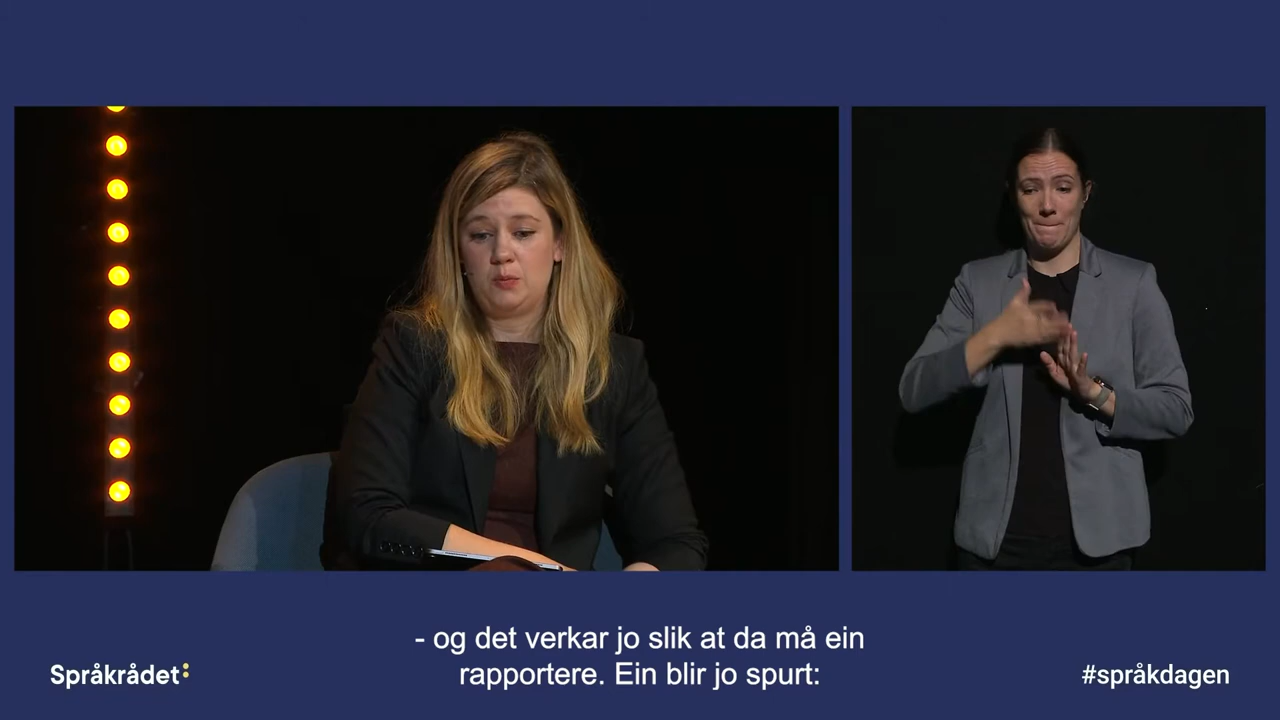 - og det verkar jo slik at da må ein
rapportere. Ein blir jo spurt:
Språkrådet:
#språkdagen